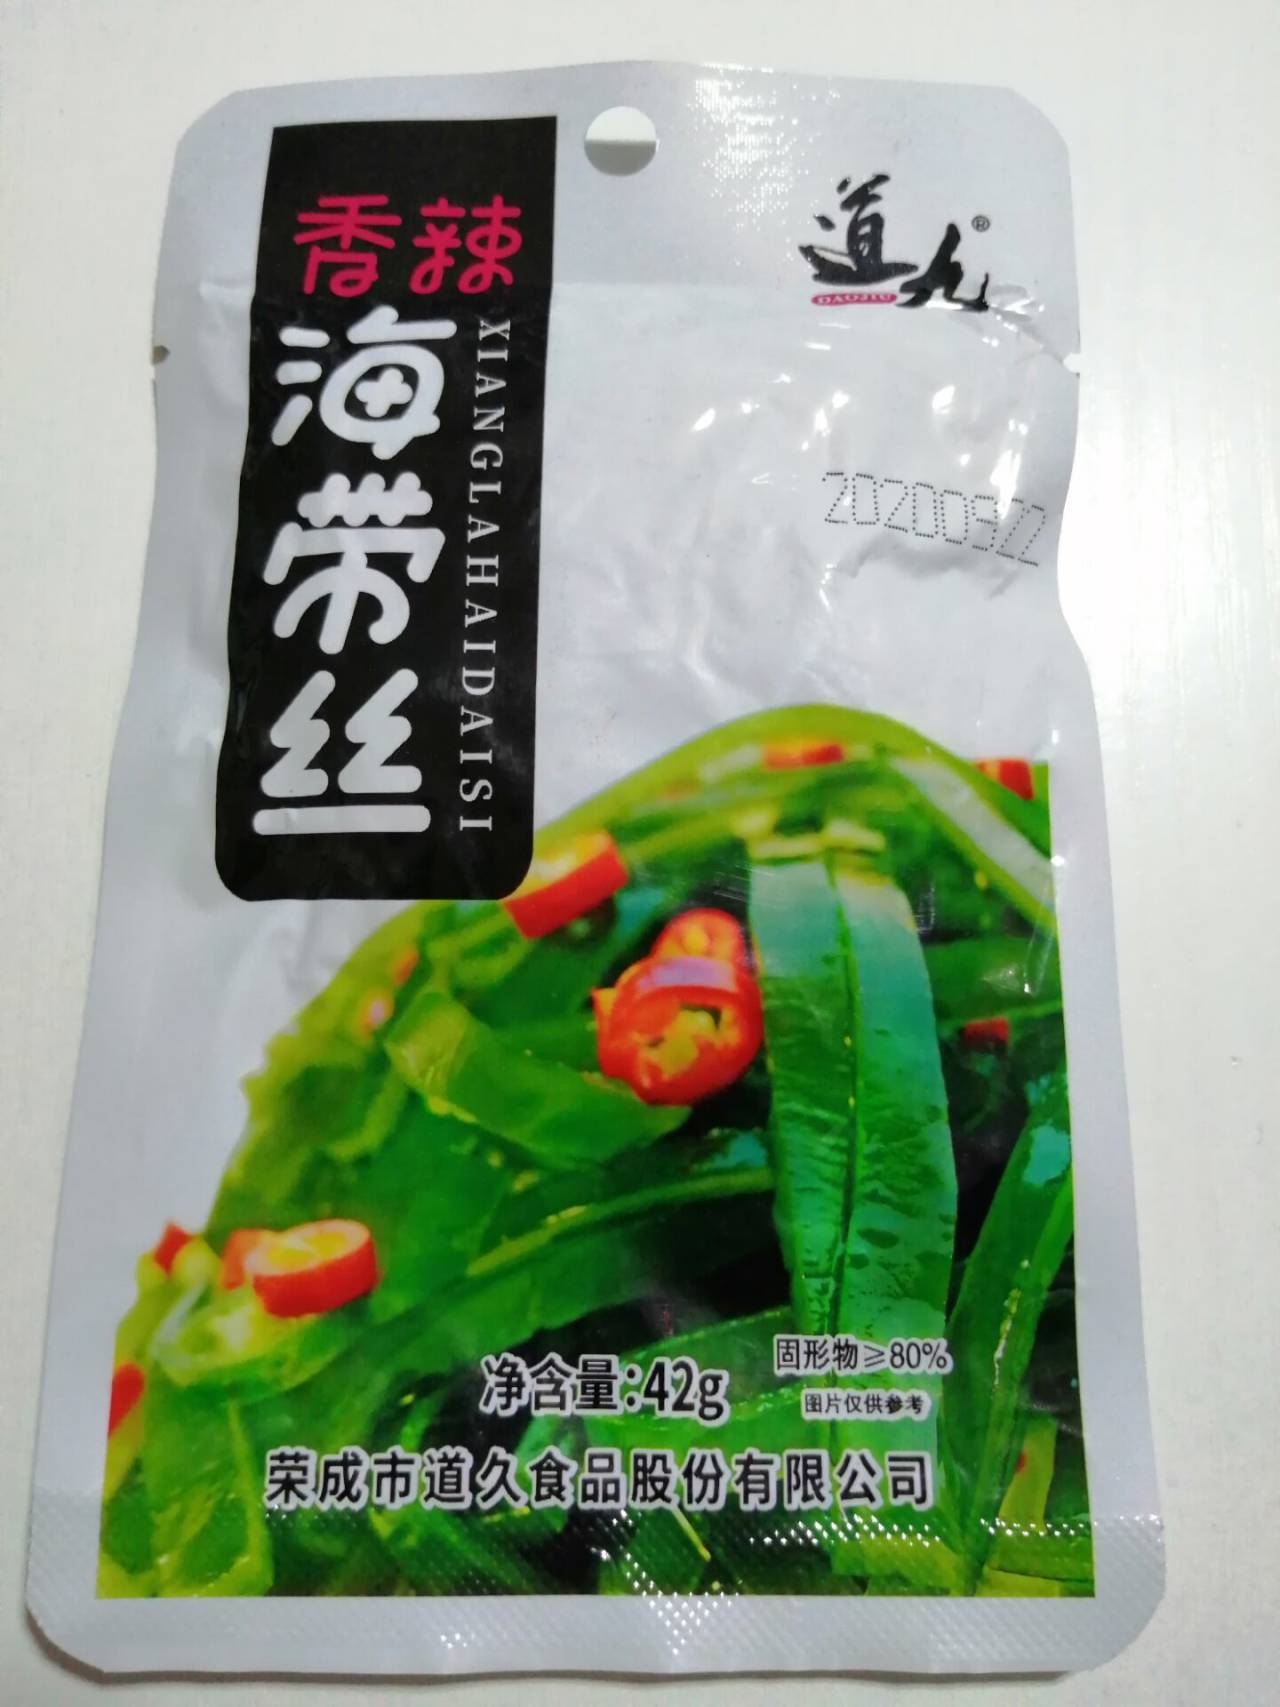 香辣
海带丝
XIANGLAHAIDAISI
道久®
DAOJIU
20200922
净含量:42g
固形物≥80%
图片仅供参考
荣成市道久食品股份有限公司